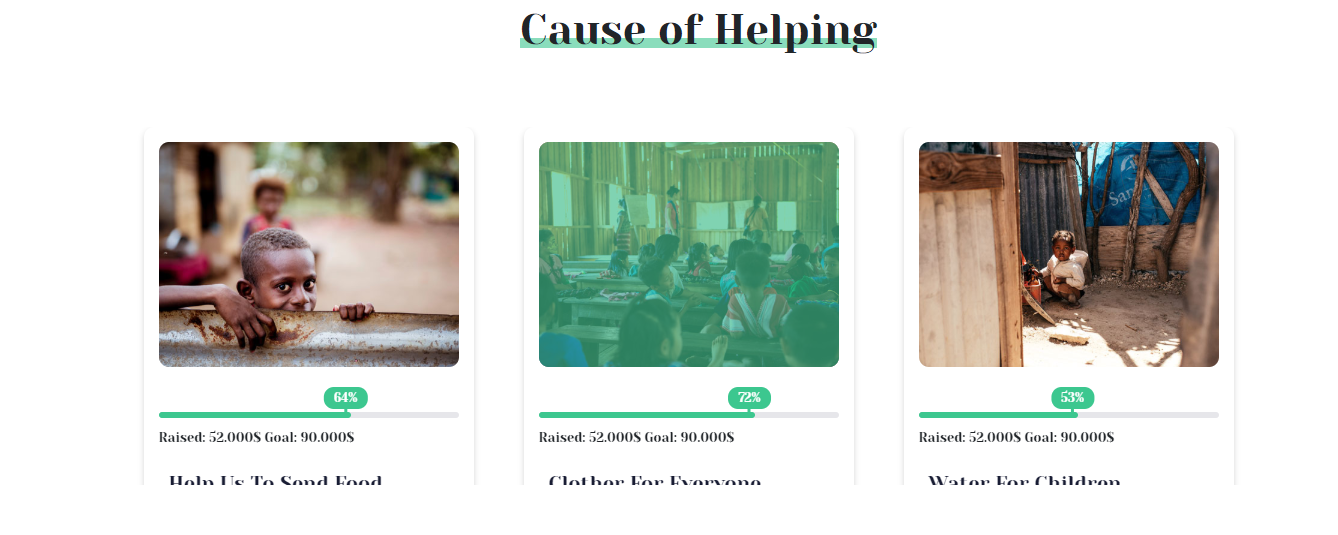 Cause of Helping
64%
72%
53%
Raised: 52.000$ Goal: 90.000$
Raised: 52.000$ Goal: 90.000$
Raised: 52.000$ Goal: 90.000$
Help Us To Send Food
Clother For Everyone
Water For Children